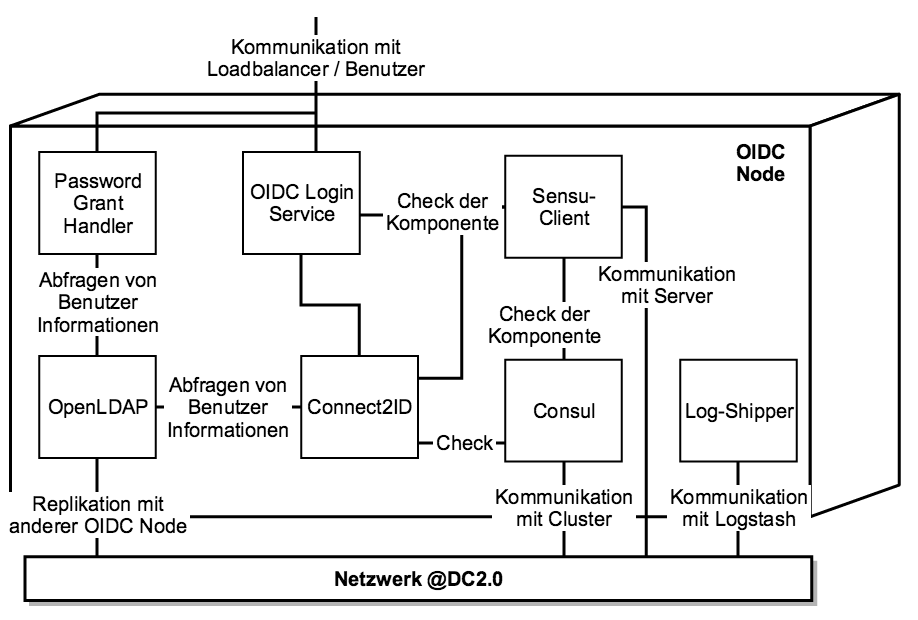 Kommunikation mit
Loadbalancer / Benutzer
OIDC
Node
Password
Grant
Handler
OIDC Login
Service
Check der
Komponente
Sensu-
Client
Abfragen von
Benutzer
Informationen
Kommunikation
mit Server
Check der
Komponente
OpenLDAP
Abfragen von
Benutzer
Informationen
Connect2ID
Check
Consul
Log-Shipper
Replikation mit
anderer OIDC Node
Kommunikation
mit Cluster
Kommunikation
mit Logstash
Netzwerk @DC2.0